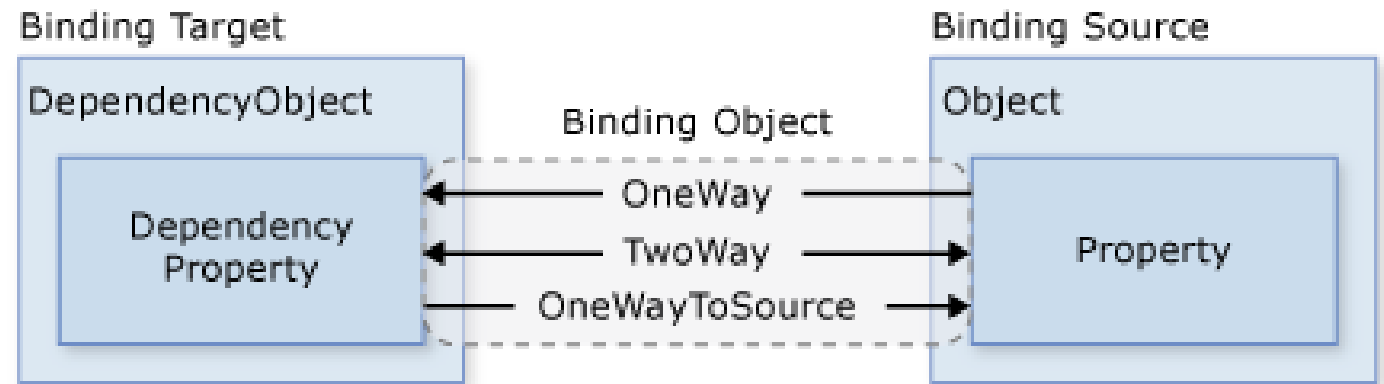 Binding Target
Binding Source
DependencyObject
Object
Binding Object
OneWay
Dependency
Property
TwoWay
Property
OneWayToSource